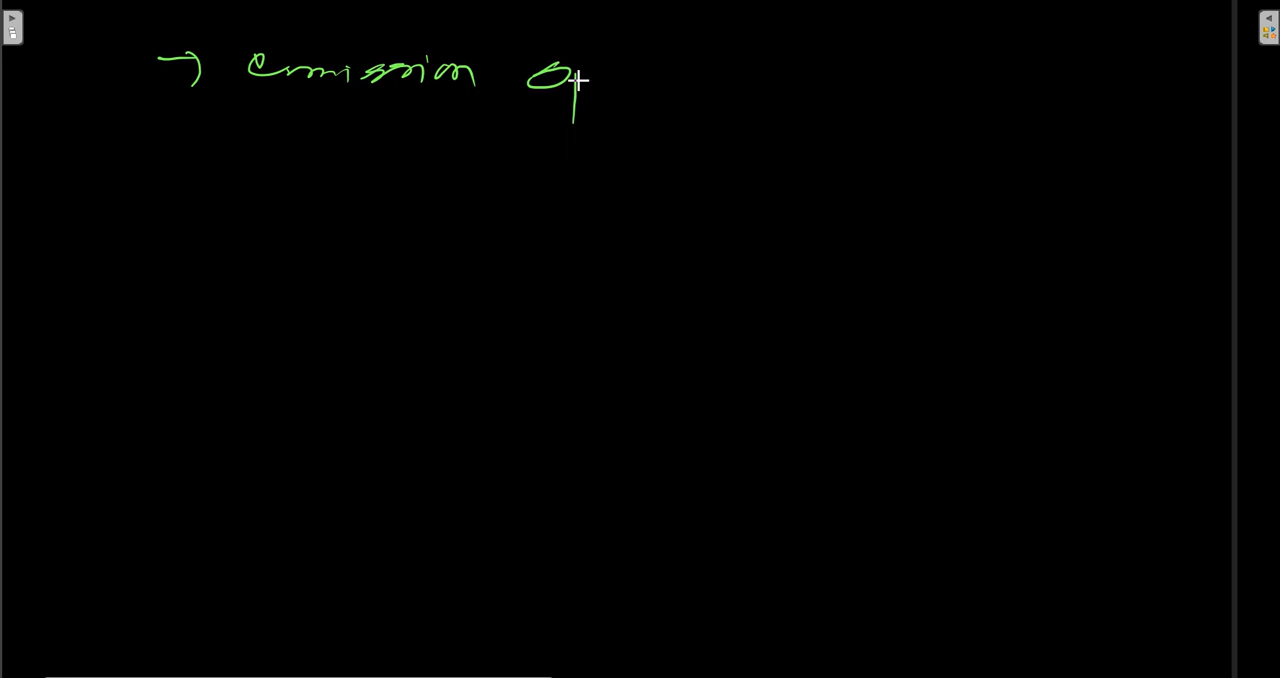 → emission of